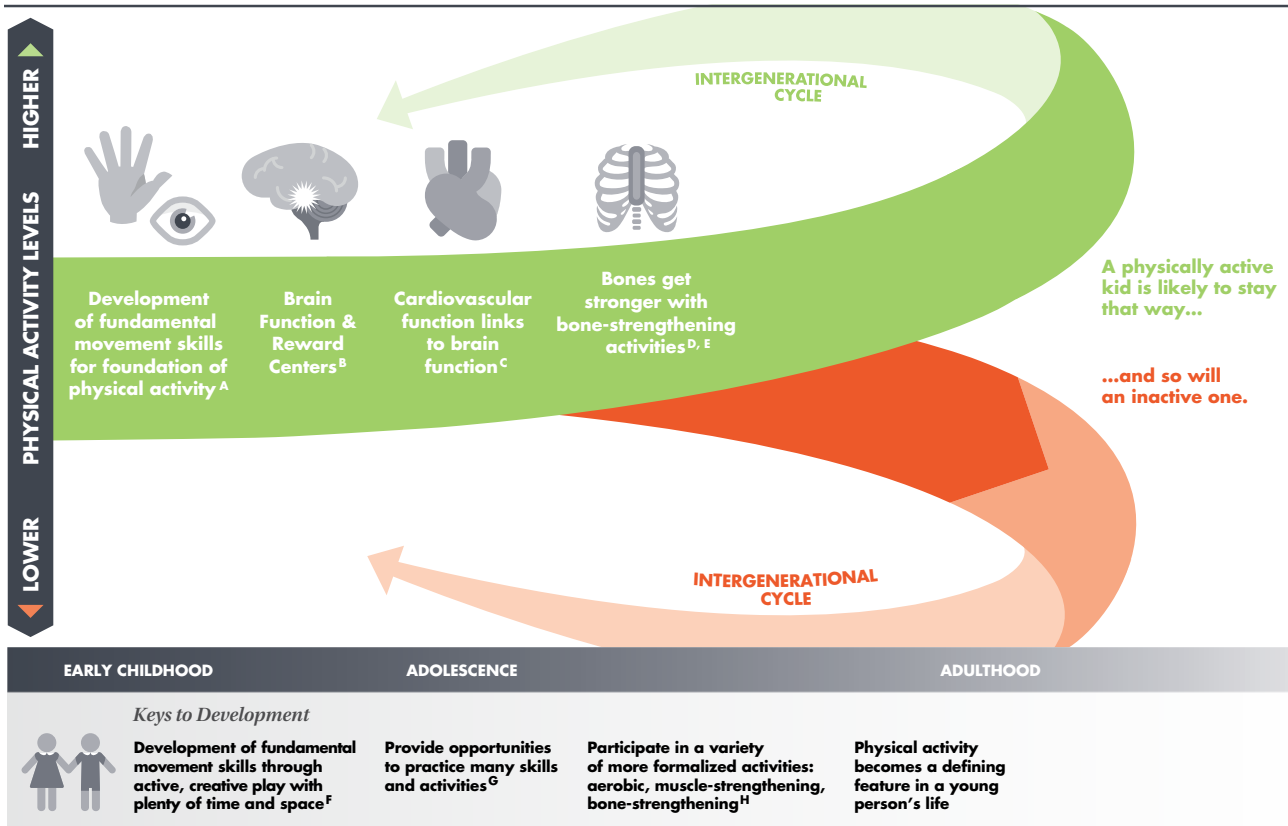 HIGHER
PHYSICAL ACTIVITY LEVELS
LOWER
INTERGENERATIONAL
CYCLE
Development
of fundamental
movement skills
for foundation of
physical activity A
Brain
Function &
Reward
Centers B
Cardiovascular
function links
to brain
function C
Bones get
stronger with
bone-strengthening
activities D, E
A physically active
kid is likely to stay
that way...
...and so will
an inactive one.
INTERGENERATIONAL
CYCLE
EARLY CHILDHOOD
ADOLESCENCE
ADULTHOOD
Keys to Development
Development of fundamental
movement skills through
active, creative play with
plenty of time and space F
Provide opportunities
to practice many skills
and activities G
Participate in a variety
of more formalized activities:
aerobic, muscle-strengthening,
bone-strengthening H
Physical activity
becomes a defining
feature in a young
person's life